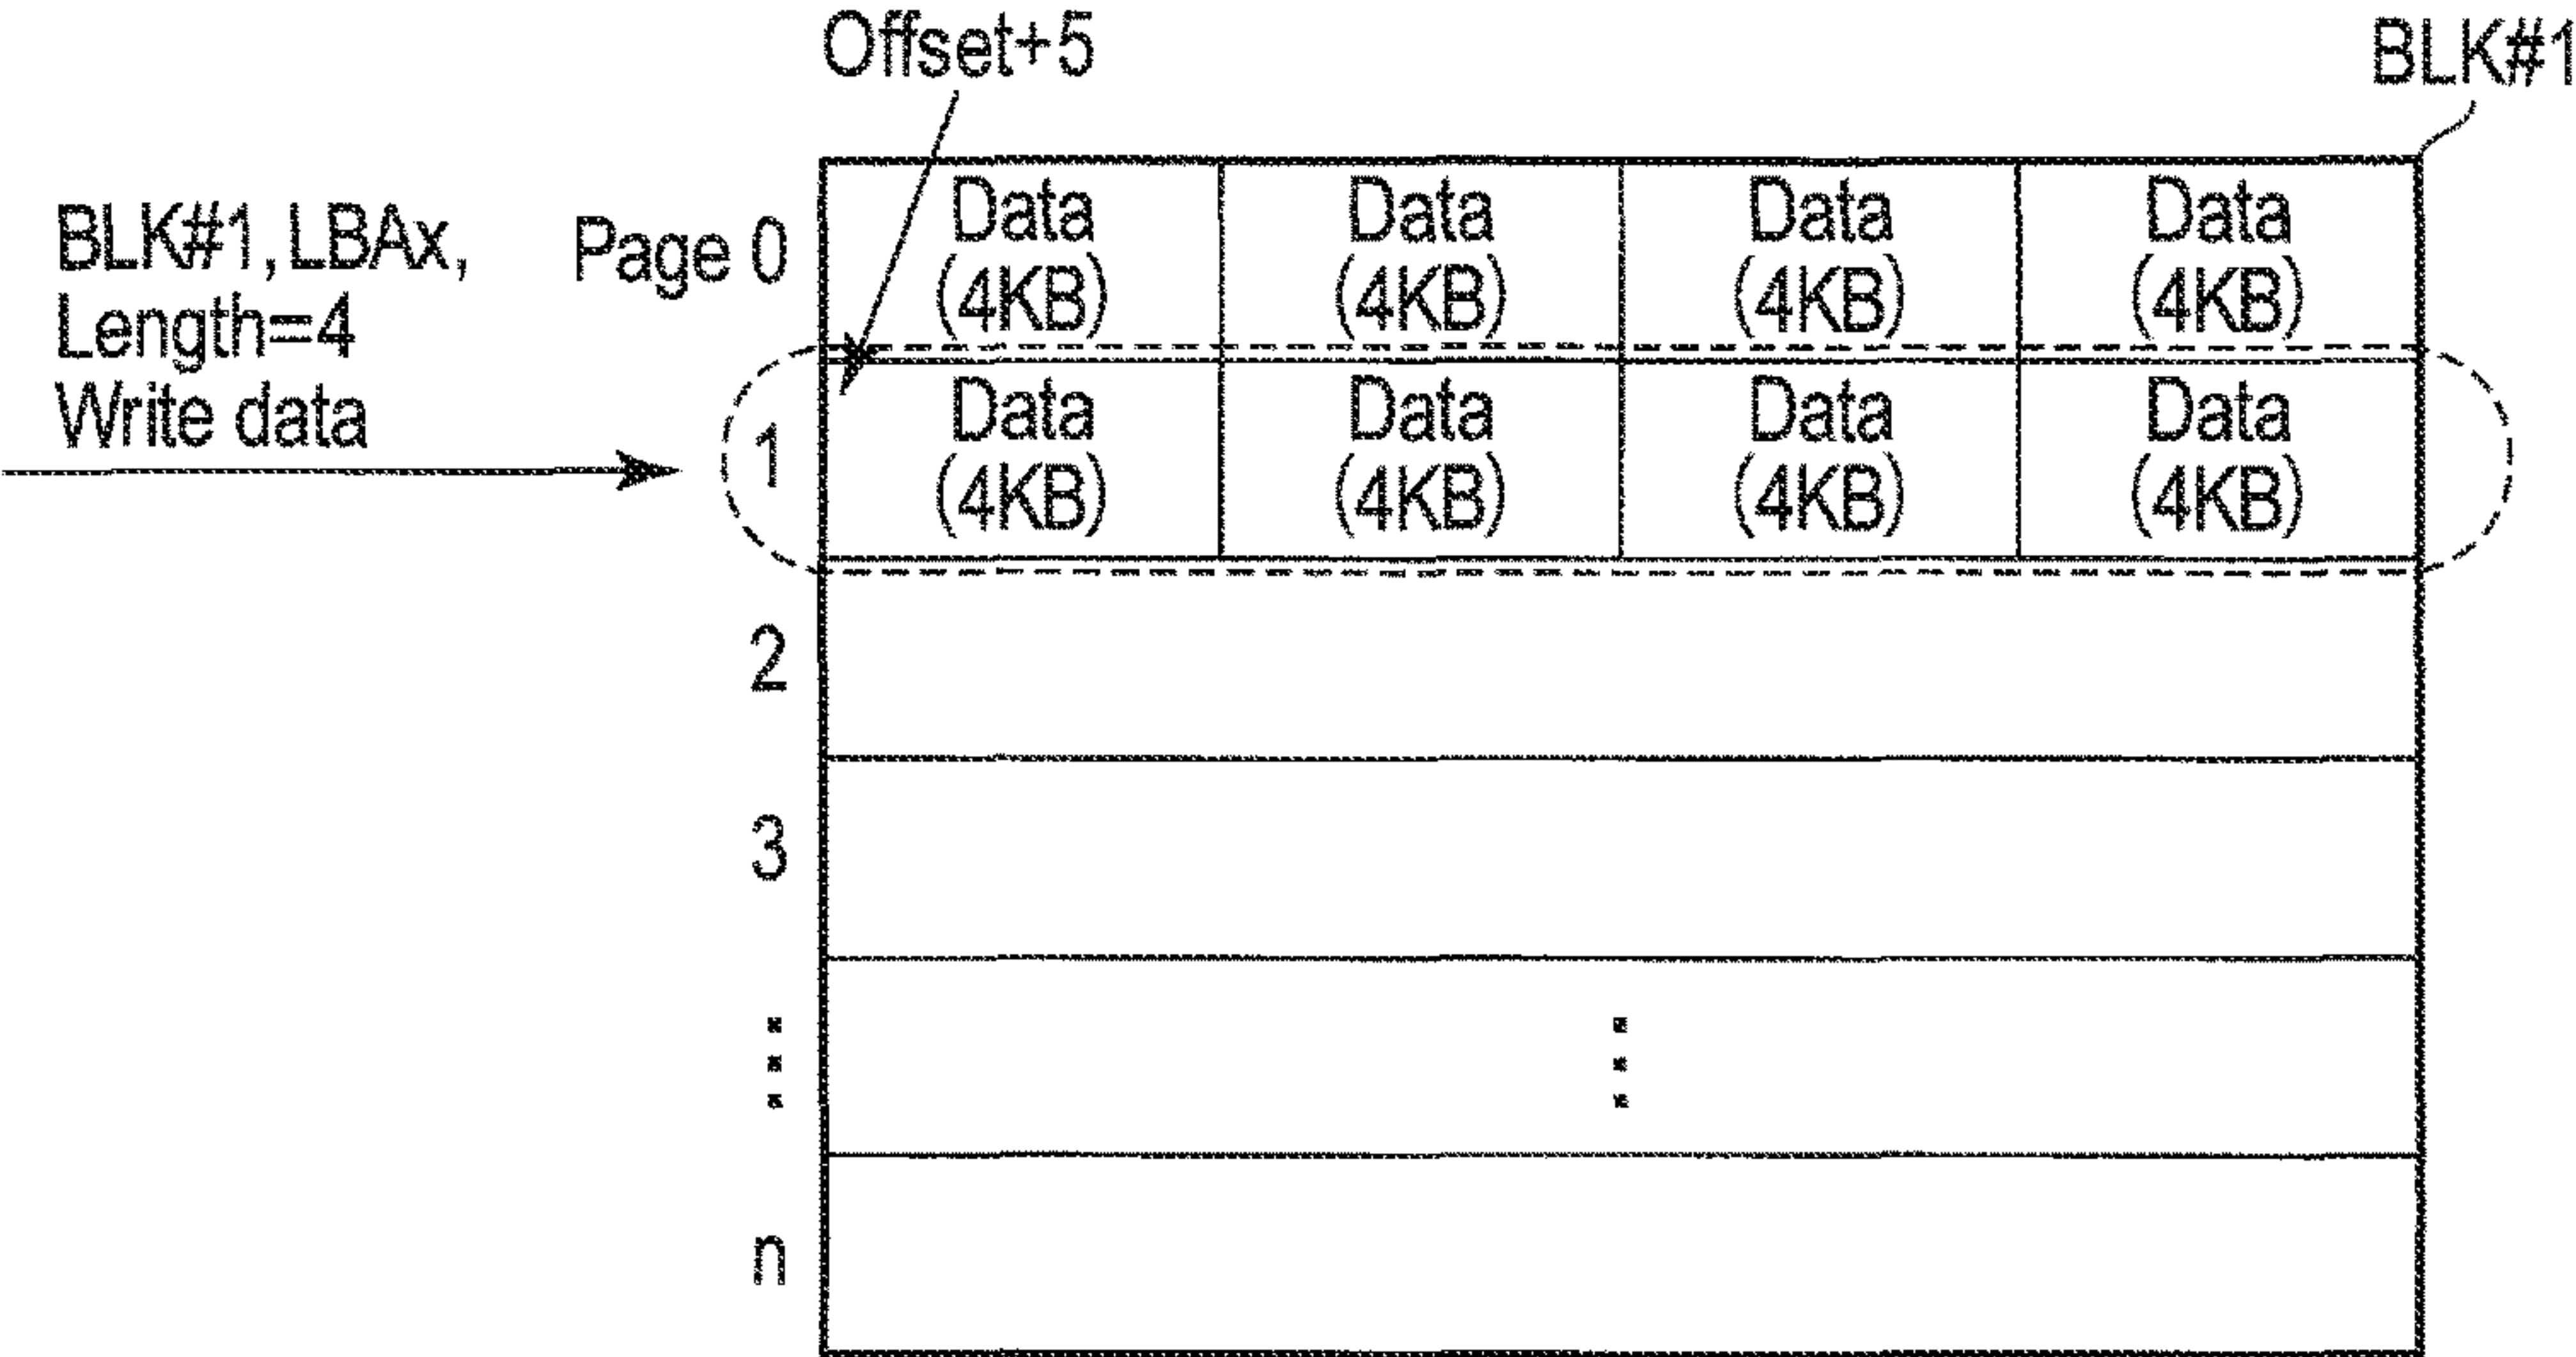 Offset+5
BLK#1
BLK#1, LBAx,
Length=4
Write data
Page 0
Data Data Data Data
(4KB) (4KB) (4KB) (4KB)
1
Data Data Data Data
(4KB) (4KB) (4KB) (4KB)
2
3
n